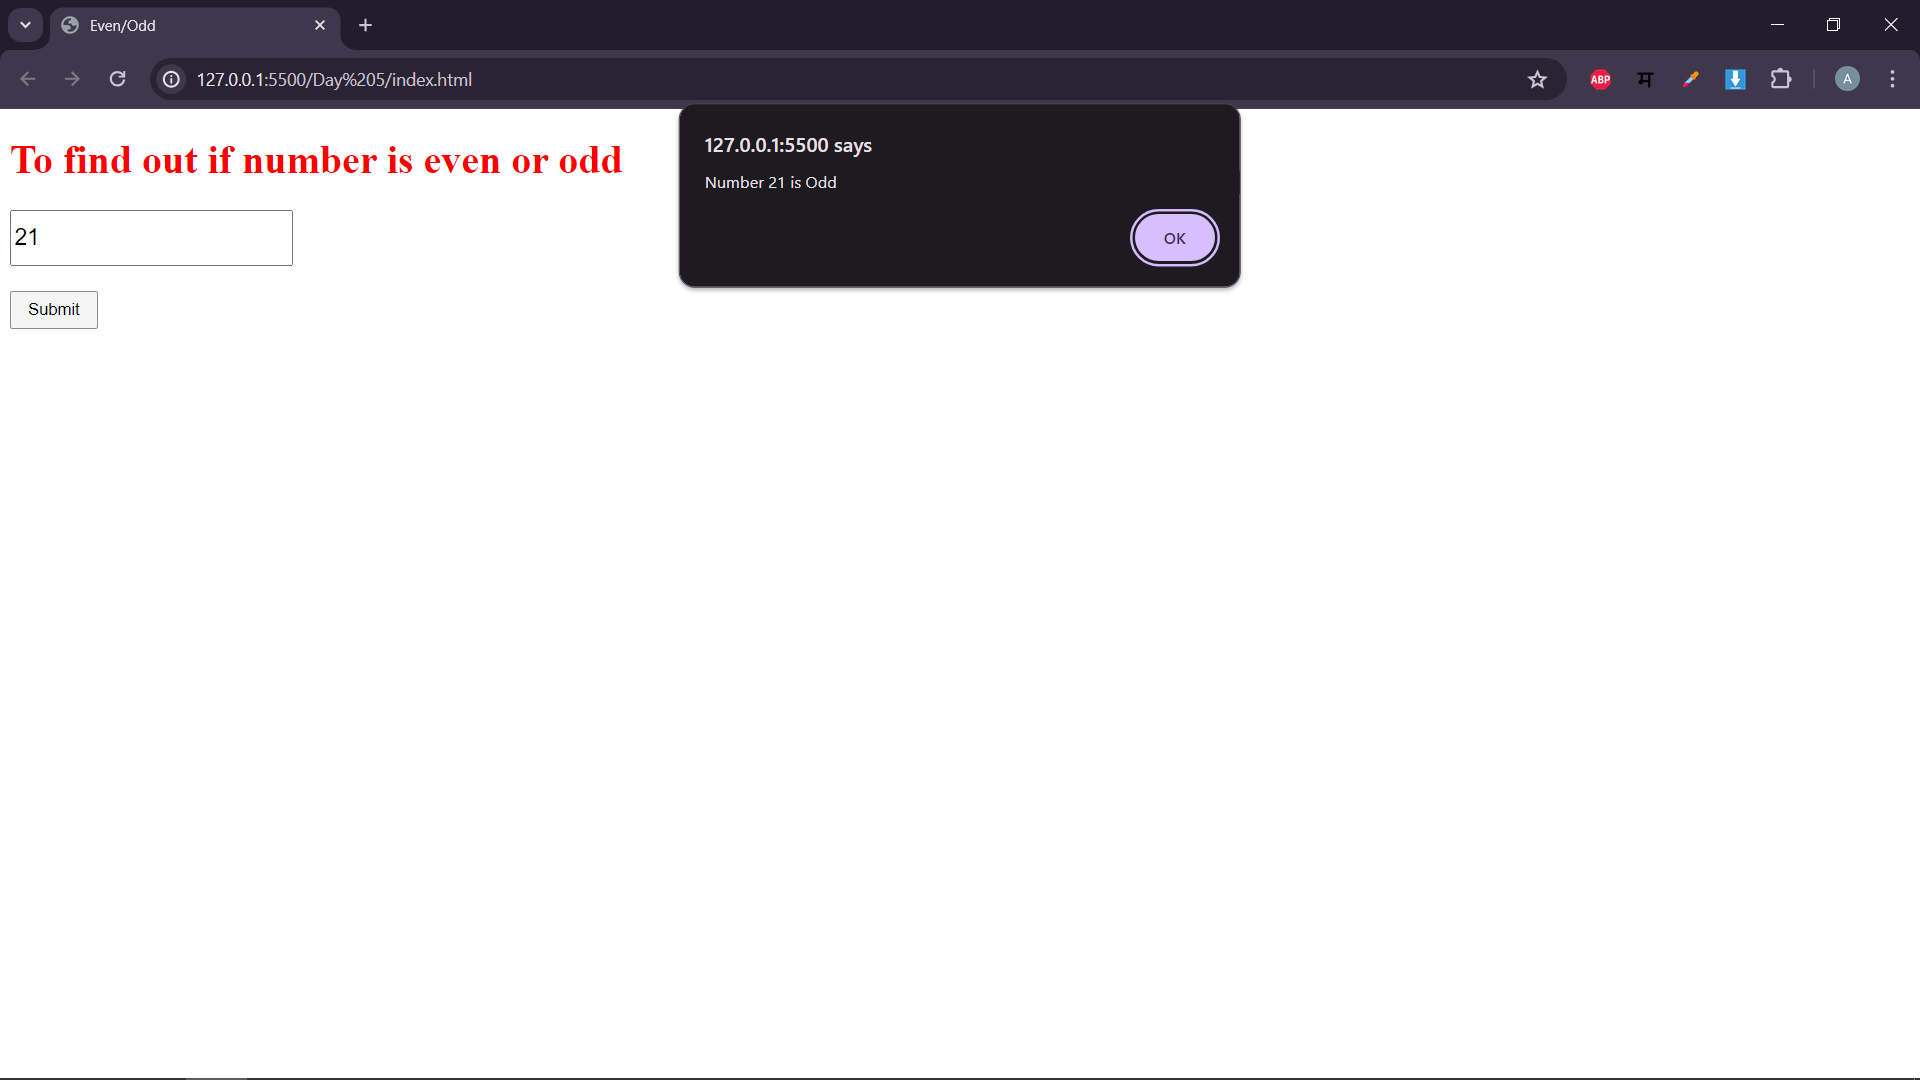 Even/Odd
127.0.0.1:5500/Day%205/index.html
ABP
म
A
127.0.0.1:5500 says
Number 21 is Odd
OK
To find out if number is even or odd
21
Submit